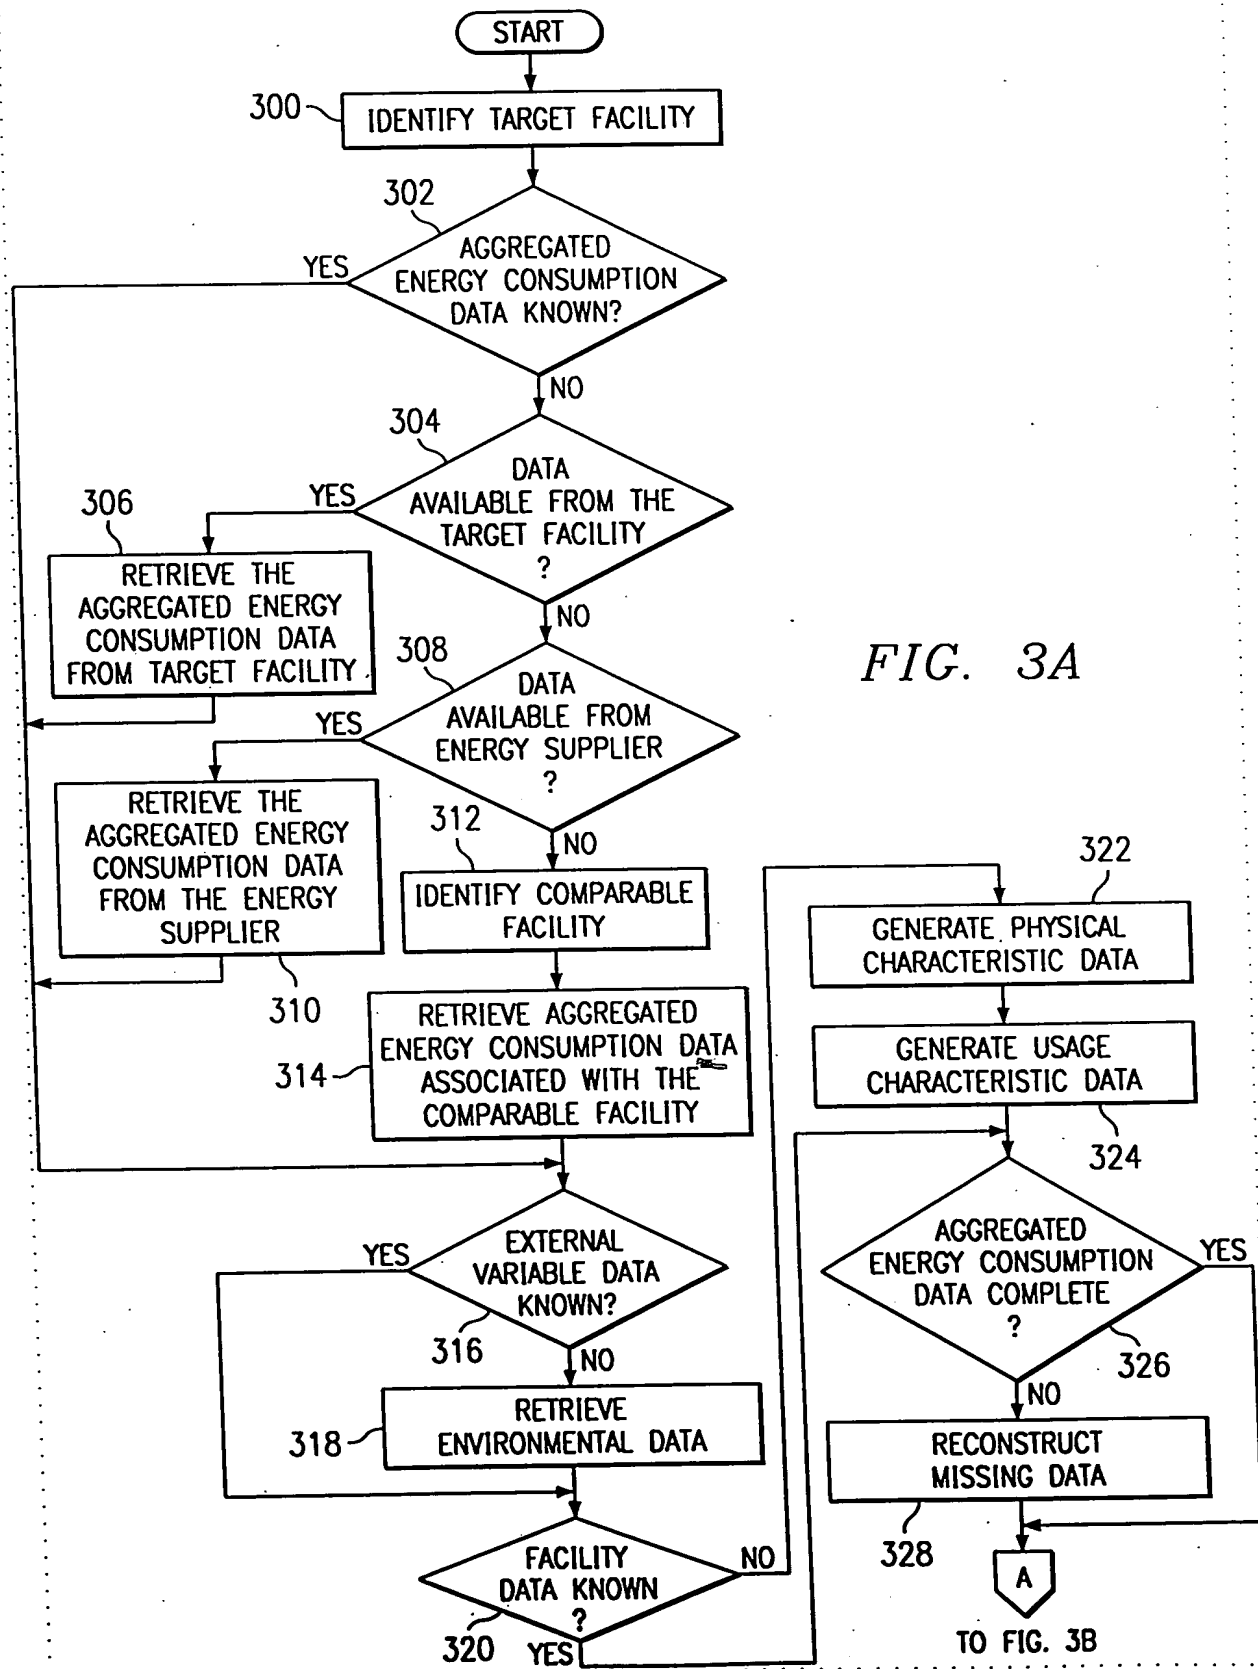 START
300
IDENTIFY TARGET FACILITY
302
AGGREGATED
ENERGY CONSUMPTION
DATA KNOWN?
YES
NO
304
DATA
AVAILABLE FROM THE
TARGET FACILITY
?
YES
NO
306
RETRIEVE THE
AGGREGATED ENERGY
CONSUMPTION DATA
FROM TARGET FACILITY
308
DATA
AVAILABLE FROM
ENERGY SUPPLIER
?
YES
NO
RETRIEVE THE
AGGREGATED ENERGY
CONSUMPTION DATA
FROM THE ENERGY
SUPPLIER
310
312
IDENTIFY COMPARABLE
FACILITY
314
RETRIEVE AGGREGATED
ENERGY CONSUMPTION DATA
ASSOCIATED WITH THE
COMPARABLE FACILITY
EXTERNAL
VARIABLE DATA
KNOWN?
316
YES
NO
318
RETRIEVE
ENVIRONMENTAL DATA
FACILITY
DATA KNOWN
?
320
NO
YES
FIG. 3A
322
GENERATE PHYSICAL
CHARACTERISTIC DATA
GENERATE USAGE
CHARACTERISTIC DATA
324
AGGREGATED
ENERGY CONSUMPTION
DATA COMPLETE
?
326
YES
NO
RECONSTRUCT
MISSING DATA
328
A
TO FIG. 3B